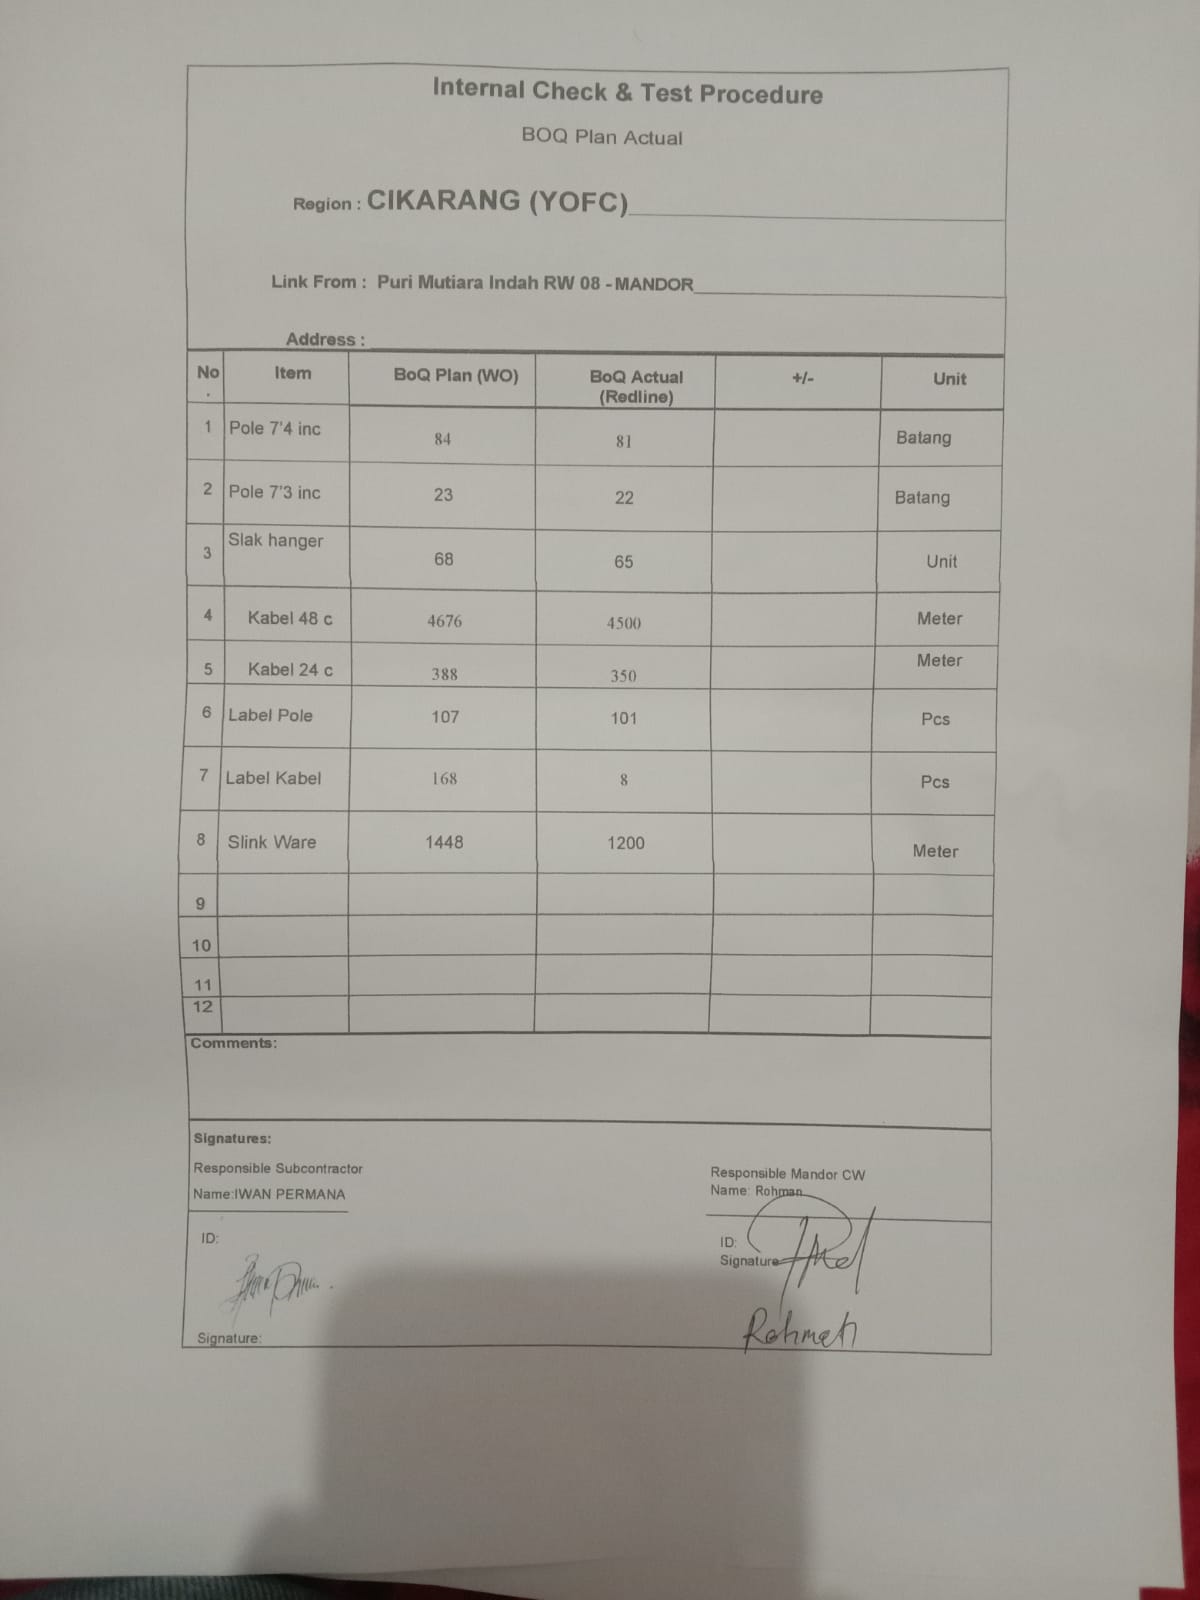 Internal Check & Test Procedure
BOQ Plan Actual
Region : CIKARANG (YOFC)
Link From : Puri Mutiara Indah RW 08 - MANDOR
Address :
No. Item BoQ Plan (WO) BoQ Actual (Redline) +/- Unit
1 Pole 7'4 inc 84 81 Batang
2 Pole 7'3 inc 23 22 Batang
3 Slak hanger 68 65 Unit
4 Kabel 48 c 4676 4500 Meter
5 Kabel 24 c 388 350 Meter
6 Label Pole 107 101 Pcs
7 Label Kabel 168 8 Pcs
8 Slink Ware 1448 1200 Meter
9
10
11
12
Comments:
Signatures:
Responsible Subcontractor
Name:IWAN PERMANA
ID:
Signature:
Responsible Mandor CW
Name: Rohman
ID:
Signature